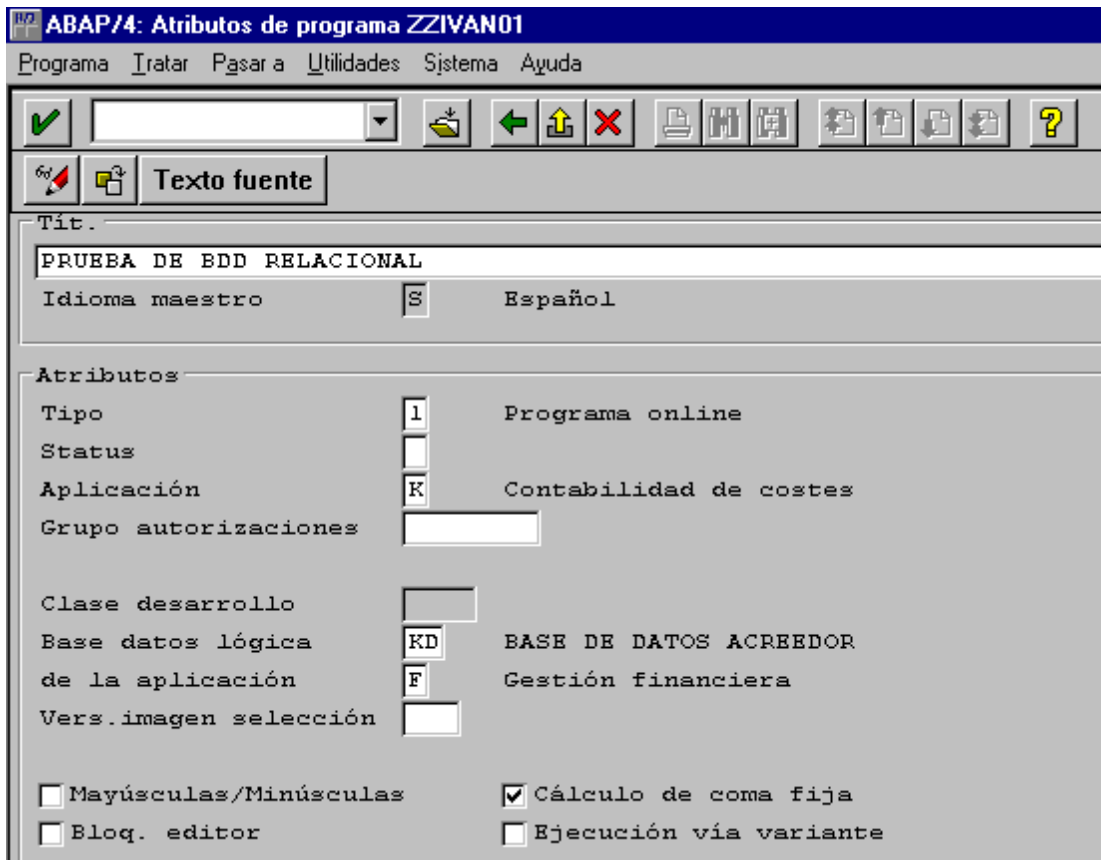 ABAP/4: Atributos de programa ZZIVAN01
Programa Tratar Pasar a Utilidades Sistema Ayuda
Texto fuente
Tít.
PRUEBA DE BDD RELACIONAL
Idioma maestro S Español
Atributos
Tipo 1 Programa online
Status
Aplicación K Contabilidad de costes
Grupo autorizaciones
Clase desarrollo
Base datos lógica KD BASE DE DATOS ACREEDOR
de la aplicación F Gestión financiera
Vers.imagen selección
Mayúsculas/Minúsculas Cálculo de coma fija
Bloq. editor Ejecución vía variante